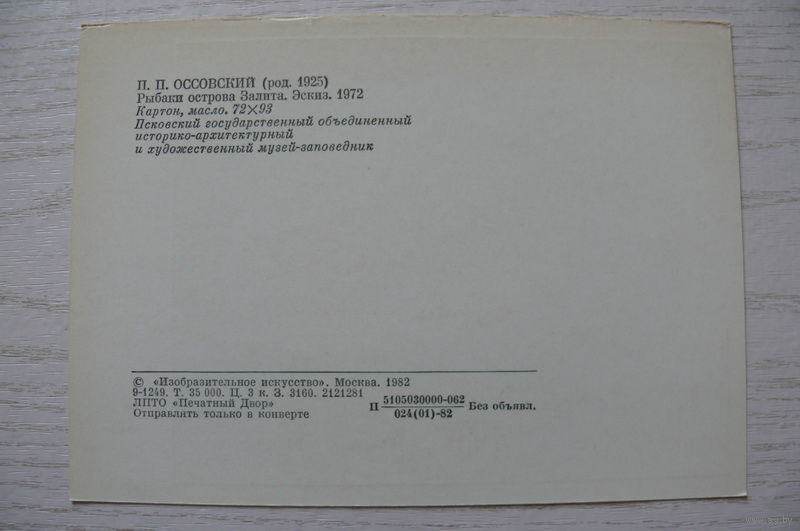 П. П. ОССОВСКИЙ (род. 1925)
Рыбаки острова Залита. Эскиз. 1972
Картон, масло. 72×93
Псковский государственный объединенный
историко-архитектурный
и художественный музей-заповедник
© «Изобразительное искусство». Москва. 1982
9-1249. Т. 35 000. Ц. 3 к. З. 3160. 2121281
ЛПТО «Печатный Двор»
Отправлять только в конверте
П 5105030000-062 Без объявл.
024(01)-82